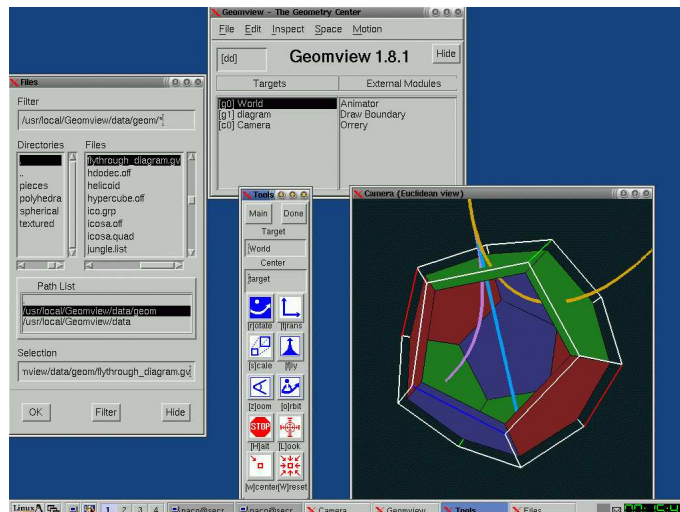 Geomview - The Geometry Center
File Edit Inspect Space Motion
[dd]
Geomview 1.8.1
Hide
Targets External Modules
[g0] World
[g1] diagram
[c0] Camera
Animator
Draw Boundary
Orrery
Files
Filter
/usr/local/Geomview/data/geom/*
Directories Files
.
..
pieces
polyhedra
spherical
textured
flythrough_diagram.gv
hdodec.off
helicoid
hypercube.off
ico.grp
icosa.off
icosa.quad
jungle.list
Path List
/usr/local/Geomview/data/geom
/usr/local/Geomview/data
Selection
nview/data/geom/flythrough_diagram.gv
OK Filter Hide
Tools
Main Done
Target
World
Center
target
[r]otate [t]rans
[s]cale [f]ly
[z]oom [o]rbit
STOP
[H]alt [L]ook
[w]center [W]reset
Camera (Euclidean view)
Linux 1 2 3 4 paco@secr paco@secr Camera Geomview Tools Files